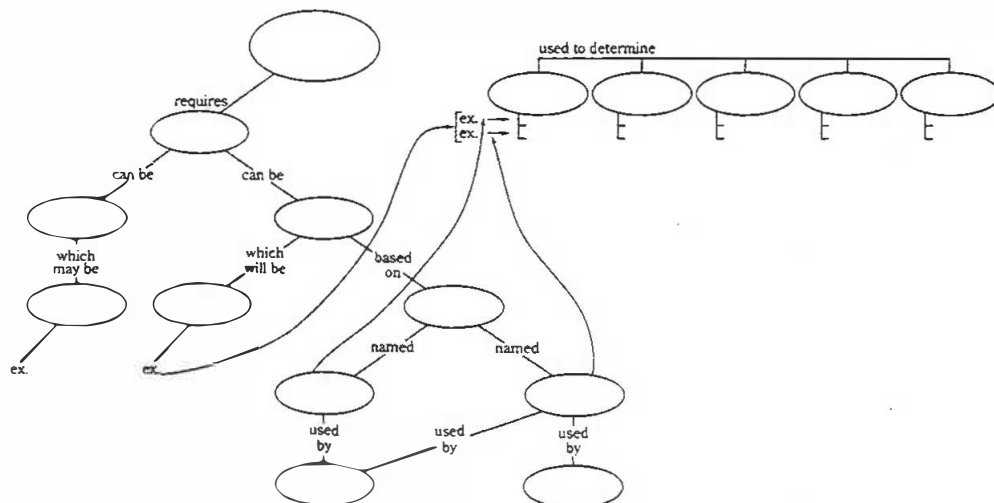 used to determine
requires
ex.
ex.
can be
can be
which
may be
which
will be
based
on
ex.
ex.
named
named
used
by
used
by
used
by